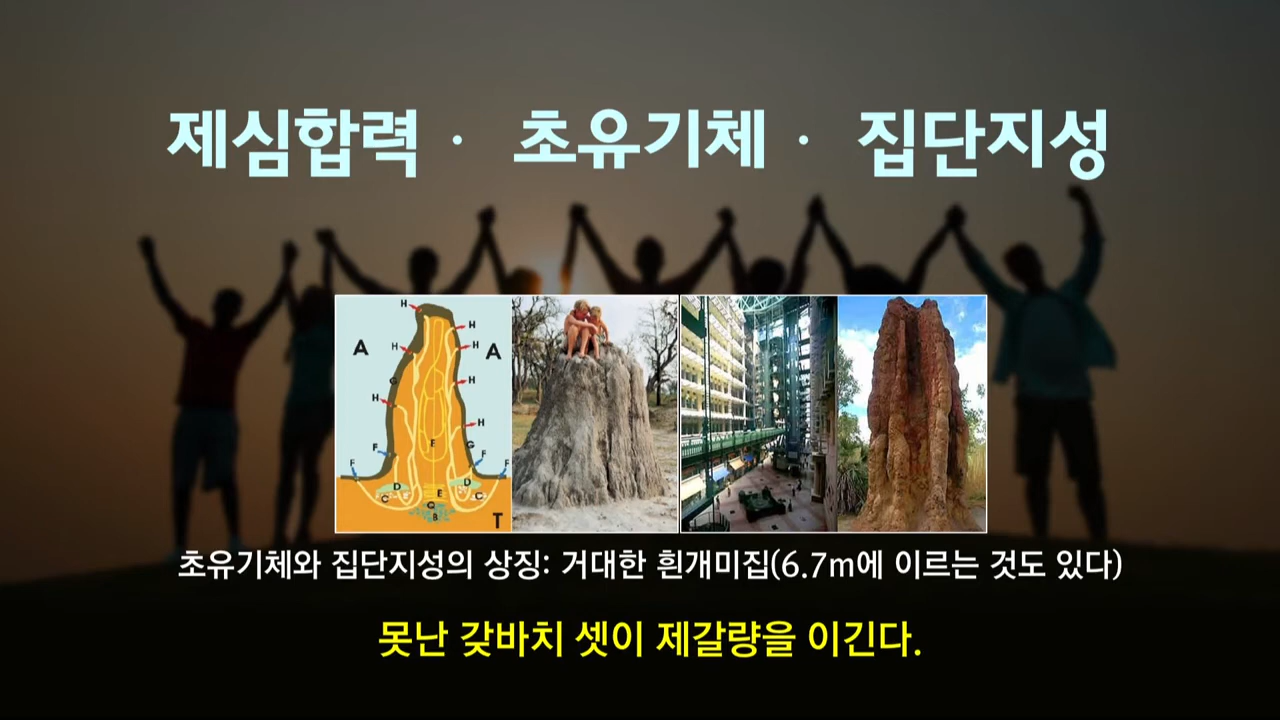 제심합력 · 초유기체 · 집단지성
H
H
H
A
H
H
A
G
H
H
H
F
E
G
F
F
F
D
D
C
E
C
G
B
T
초유기체와 집단지성의 상징: 거대한 흰개미집(6.7m에 이르는 것도 있다)
못난 갖바치 셋이 제갈량을 이긴다.